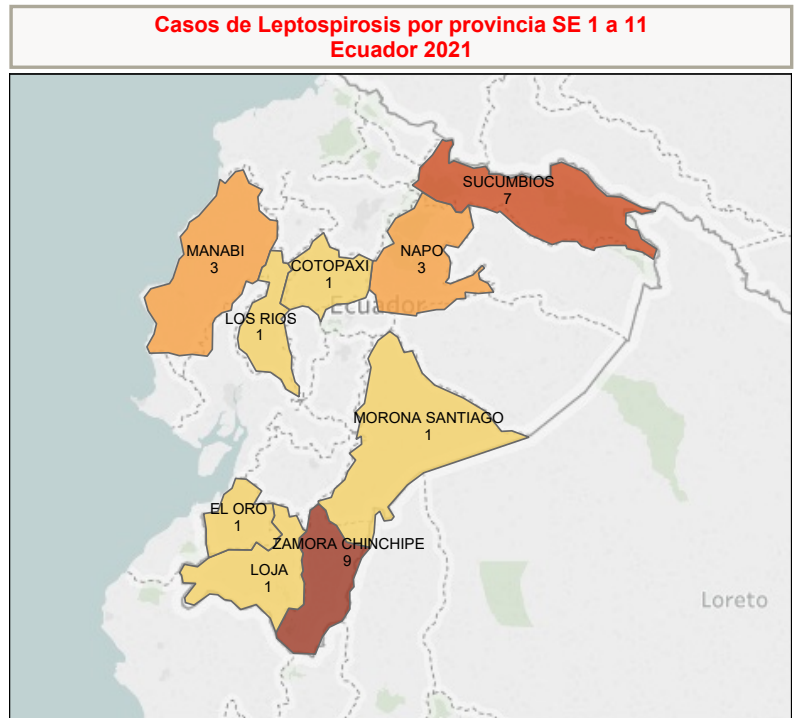 Casos de Leptospirosis por provincia SE 1 a 11
Ecuador 2021
SUCUMBIOS
7
MANABI
3
NAPO
3
COTOPAXI
1
Ecuador
LOS RIOS
1
MORONA SANTIAGO
1
EL ORO
1
ZAMORA CHINCHIPE
9
LOJA
1
Loreto